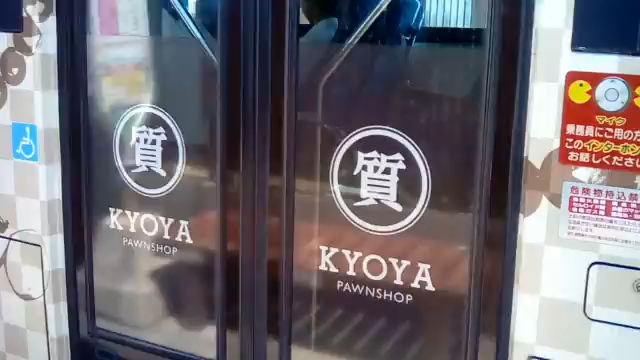 質
KYOYA
PAWNSHOP
質
KYOYA
PAWNSHOP
マイク
乗務員にご用の方
このインターホン
お話しくださ
危険物持込禁